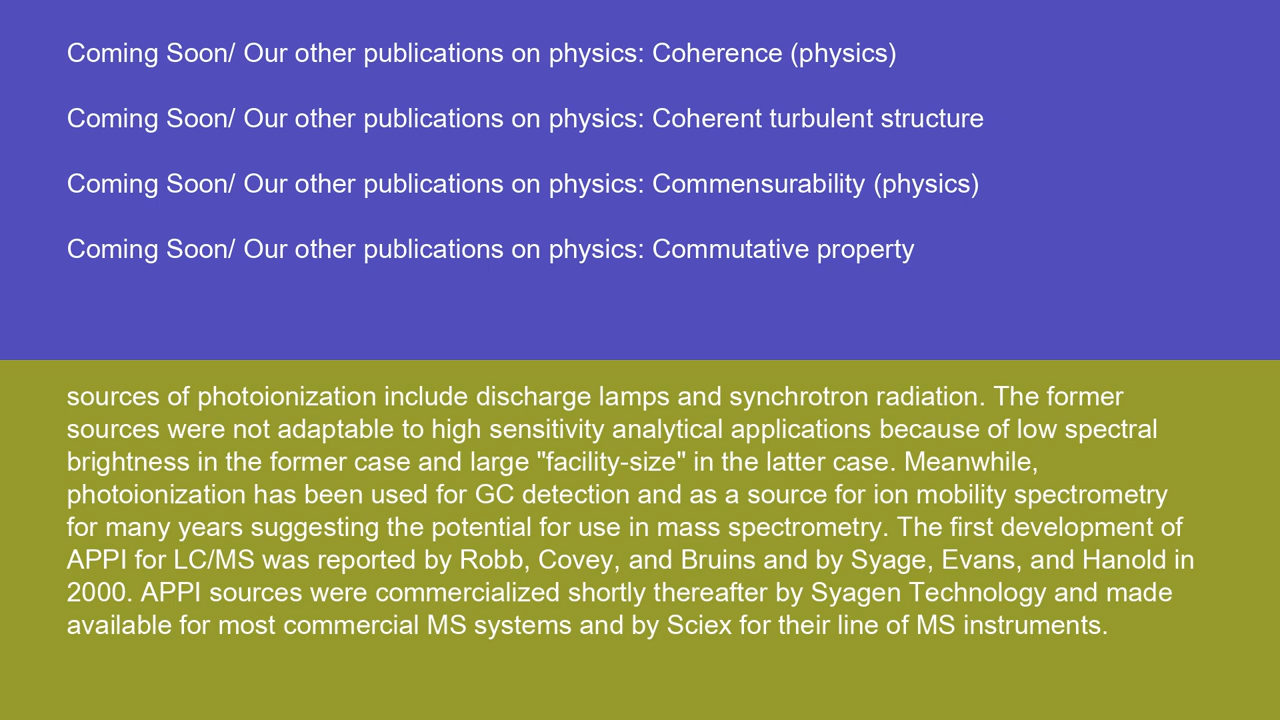 Coming Soon/ Our other publications on physics: Coherence (physics)
Coming Soon/ Our other publications on physics: Coherent turbulent structure
Coming Soon/ Our other publications on physics: Commensurability (physics)
Coming Soon/ Our other publications on physics: Commutative property
sources of photoionization include discharge lamps and synchrotron radiation. The former
sources were not adaptable to high sensitivity analytical applications because of low spectral
brightness in the former case and large "facility-size" in the latter case. Meanwhile,
photoionization has been used for GC detection and as a source for ion mobility spectrometry
for many years suggesting the potential for use in mass spectrometry. The first development of
APPI for LC/MS was reported by Robb, Covey, and Bruins and by Syage, Evans, and Hanold in
2000. APPI sources were commercialized shortly thereafter by Syagen Technology and made
available for most commercial MS systems and by Sciex for their line of MS instruments.